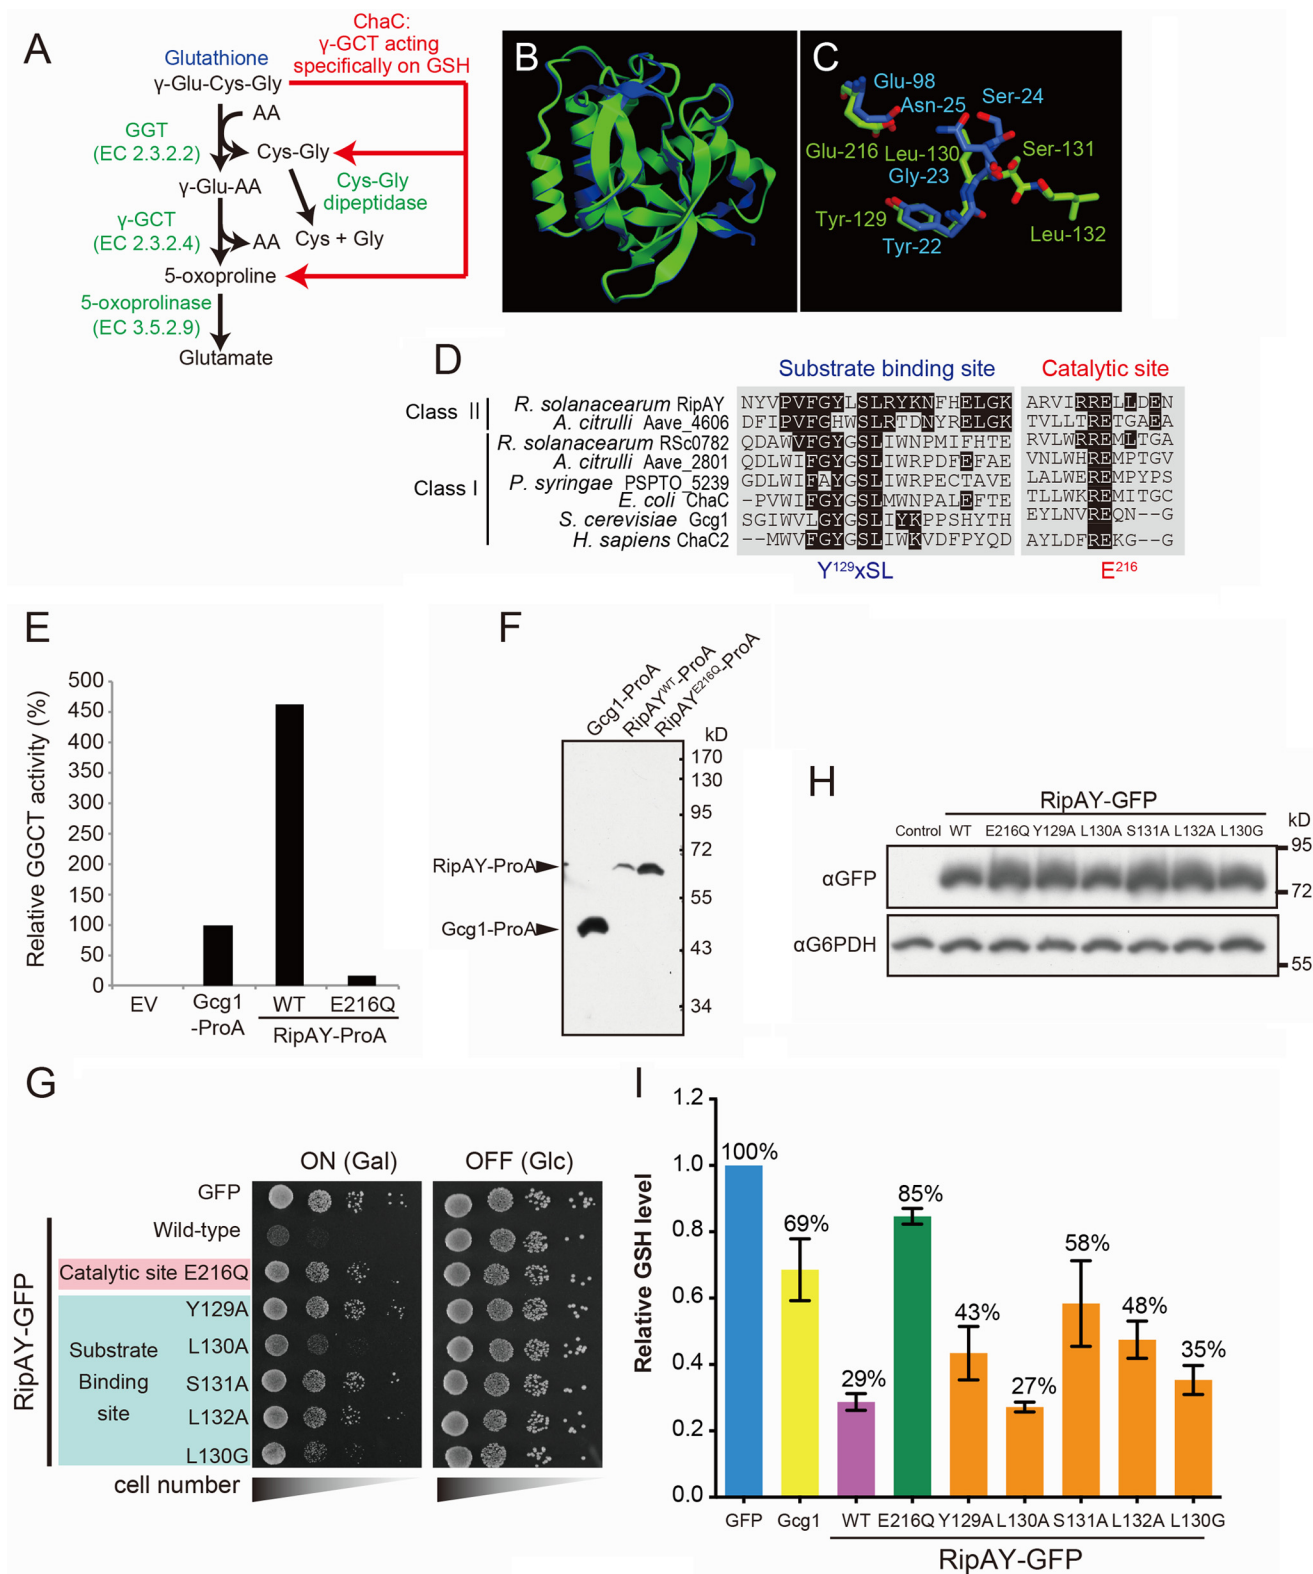 A
ChaC:
γ-GCT acting
specifically on GSH
Glutathione
γ-Glu-Cys-Gly
AA
GGT
(EC 2.3.2.2)
Cys-Gly
γ-Glu-AA
Cys-Gly
dipeptidase
γ-GCT
(EC 2.3.2.4)
AA
Cys + Gly
5-oxoproline
5-oxoprolinase
(EC 3.5.2.9)
Glutamate
B
C
Glu-98
Asn-25
Ser-24
Glu-216
Leu-130
Ser-131
Gly-23
Tyr-129
Tyr-22
Leu-132
D
Substrate binding site
Catalytic site
Class II
R. solanacearum RipAY NYVPVFGYLSLRYKNFHELGK ARVIRRELLDEN
A. citrulli Aave_4606 DFIPVFGHWSLRTDNYRELGK TVLLTRETGAEA
Class I
R. solanacearum RSc0782 QDAWVFGYGSLIWNPMIFHTE RVLWRREMLTGA
A. citrulli Aave_2801 QDLWIFGYGSLIWRPDFEFAE VNLWHREMPTGV
P. syringae PSPTO_5239 GDLWIFAYGSLIWRPECTAVE LALWEREMPYPS
E. coli ChaC -PVWIFGYGSLMWNPALEFTE TLLWKREMITGC
S. cerevisiae Gcg1 SGIWVLGYGSLIYKPPSHYTH EYLNVREQN--G
H. sapiens ChaC2 --MWVFGYGSLIWKVDFPYQD AYLDFREKG--G
Y129xSL
E216
E
Relative GGCT activity (%)
500
450
400
350
300
250
200
150
100
50
0
EV
Gcg1
-ProA
WT
E216Q
RipAY-ProA
F
Gcg1-ProA
RipAYWT-ProA
RipAYE216Q-ProA
kD
170
130
95
72
55
43
34
RipAY-ProA
Gcg1-ProA
H
RipAY-GFP
Control WT E216Q Y129A L130A S131A L132A L130G
kD
95
αGFP
72
αG6PDH
55
G
ON (Gal)
OFF (Glc)
GFP
Wild-type
Catalytic site E216Q
Y129A
L130A
S131A
L132A
L130G
Substrate
Binding
site
RipAY-GFP
cell number
I
Relative GSH level
1.2
1.0
0.8
0.6
0.4
0.2
0.0
100%
69%
29%
85%
43%
27%
58%
48%
35%
GFP Gcg1 WT E216Q Y129A L130A S131A L132A L130G
RipAY-GFP